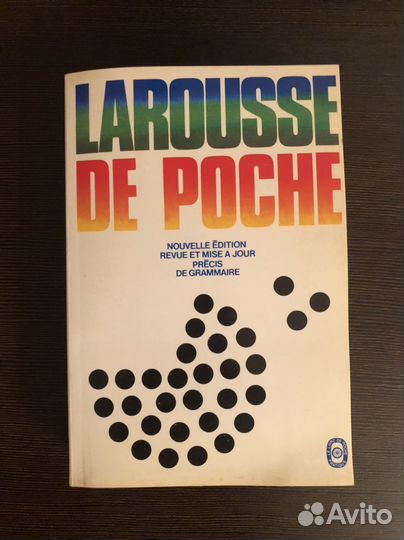 LAROUSSE
DE POCHE
NOUVELLE ÉDITION
REVUE ET MISE A JOUR
PRÉCIS
DE GRAMMAIRE
Avito